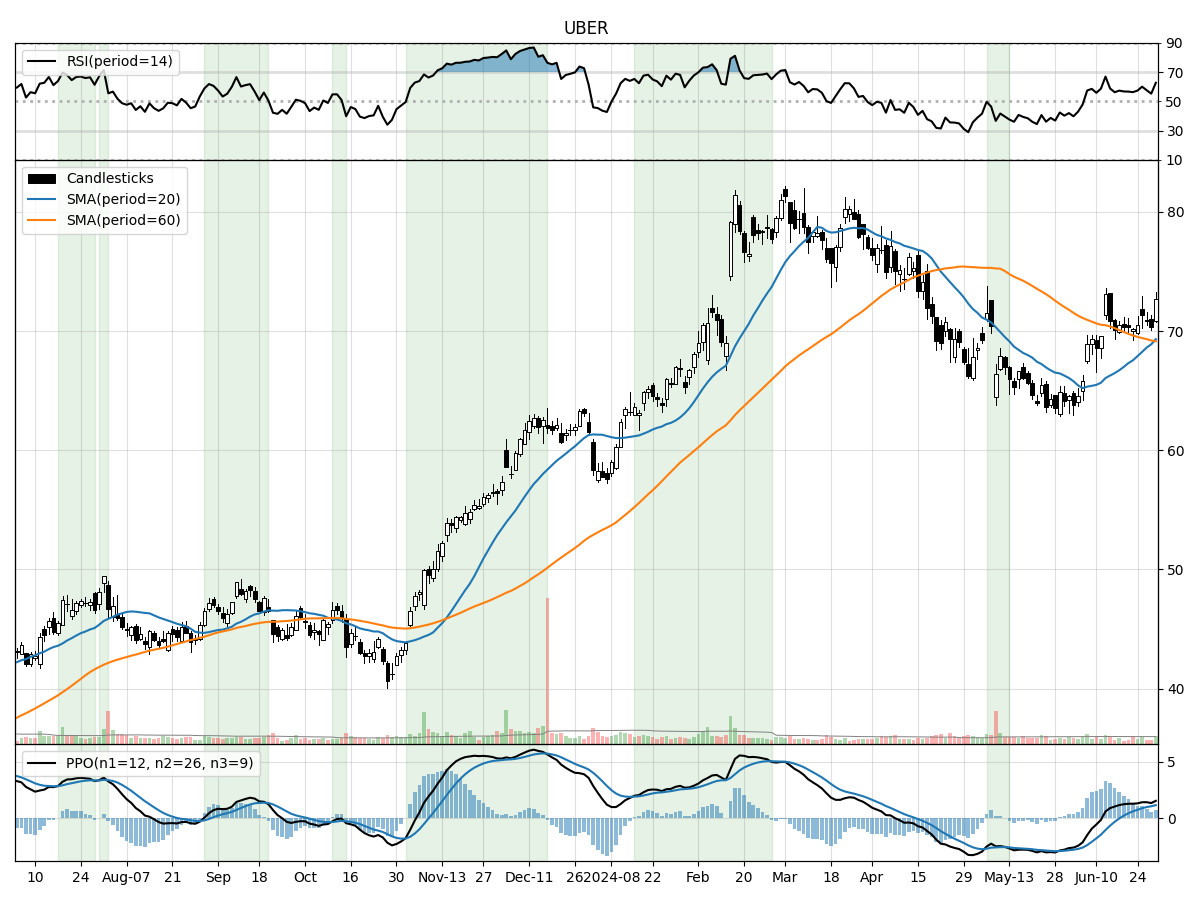 UBER
RSI(period=14)
90
70
50
30
10
Candlesticks
SMA(period=20)
SMA(period=60)
80
70
60
50
40
PPO(n1=12, n2=26, n3=9)
5
0
10 24 Aug-07 21 Sep 18 Oct 16 30 Nov-13 27 Dec-11 26 2024-08 22 Feb 20 Mar 18 Apr 15 29 May-13 28 Jun-10 24